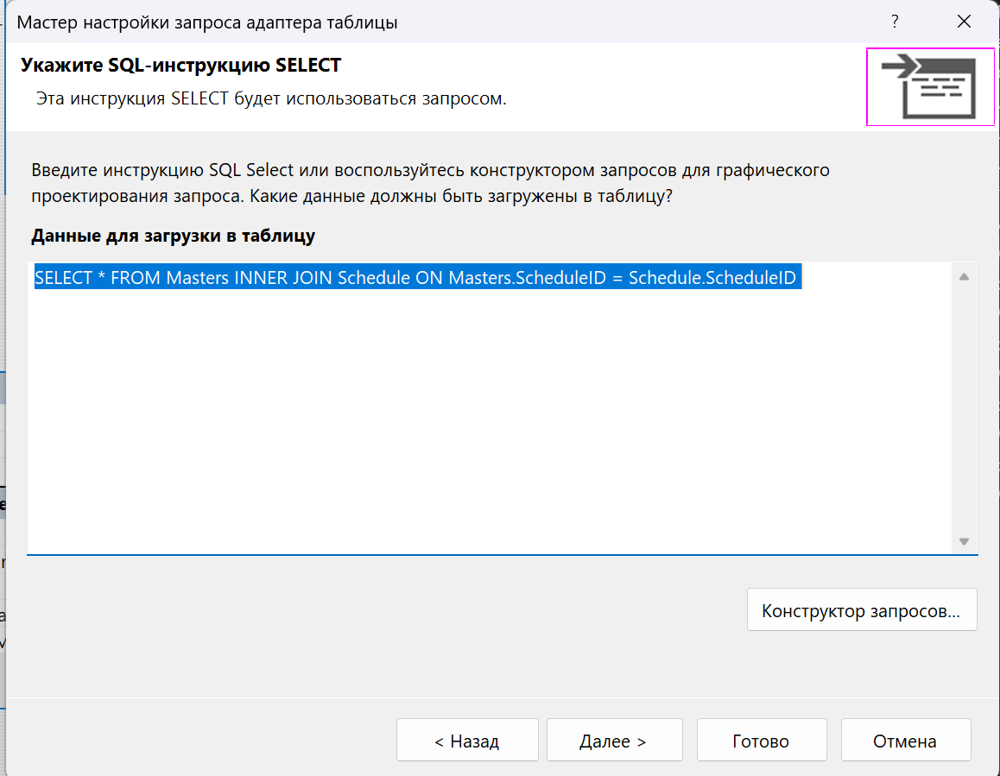 Мастер настройки запроса адаптера таблицы
?
Укажите SQL-инструкцию SELECT
Эта инструкция SELECT будет использоваться запросом.
Введите инструкцию SQL Select или воспользуйтесь конструктором запросов для графического
проектирования запроса. Какие данные должны быть загружены в таблицу?
Данные для загрузки в таблицу
SELECT * FROM Masters INNER JOIN Schedule ON Masters.ScheduleID = Schedule.ScheduleID
Конструктор запросов...
< Назад
Далее >
Готово
Отмена